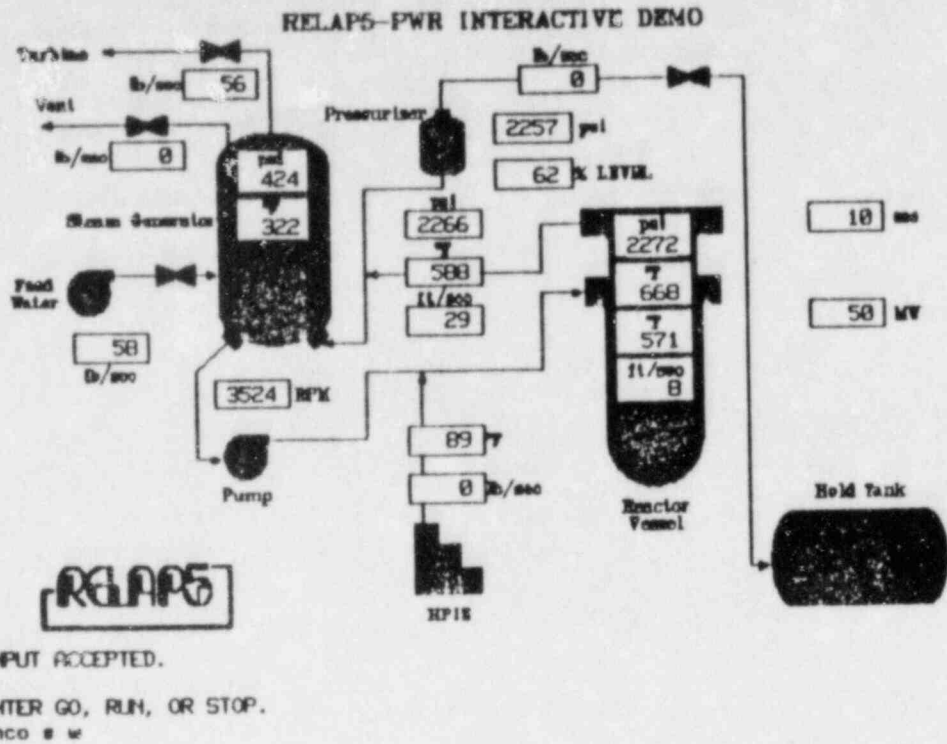 RELAP5-PWR INTERACTIVE DEMO
Turbine
lb/sec 56
Vent
lb/sec 0
psi
424
°F
322
Steam Generator
Feed
Water
58
lb/sec
3524 RPM
Pump
Pressurizer
lb/sec
0
2257 psi
62 % LEVEL
psi
2266
°F
588
ft/sec
29
psi
2272
°F
668
°F
571
ft/sec
8
Reactor
Vessel
10 sec
50 MW
89 °F
0 lb/sec
HPIS
Hold Tank
RELAP5
NPUT ACCEPTED.
NTER GO, RUN, OR STOP.